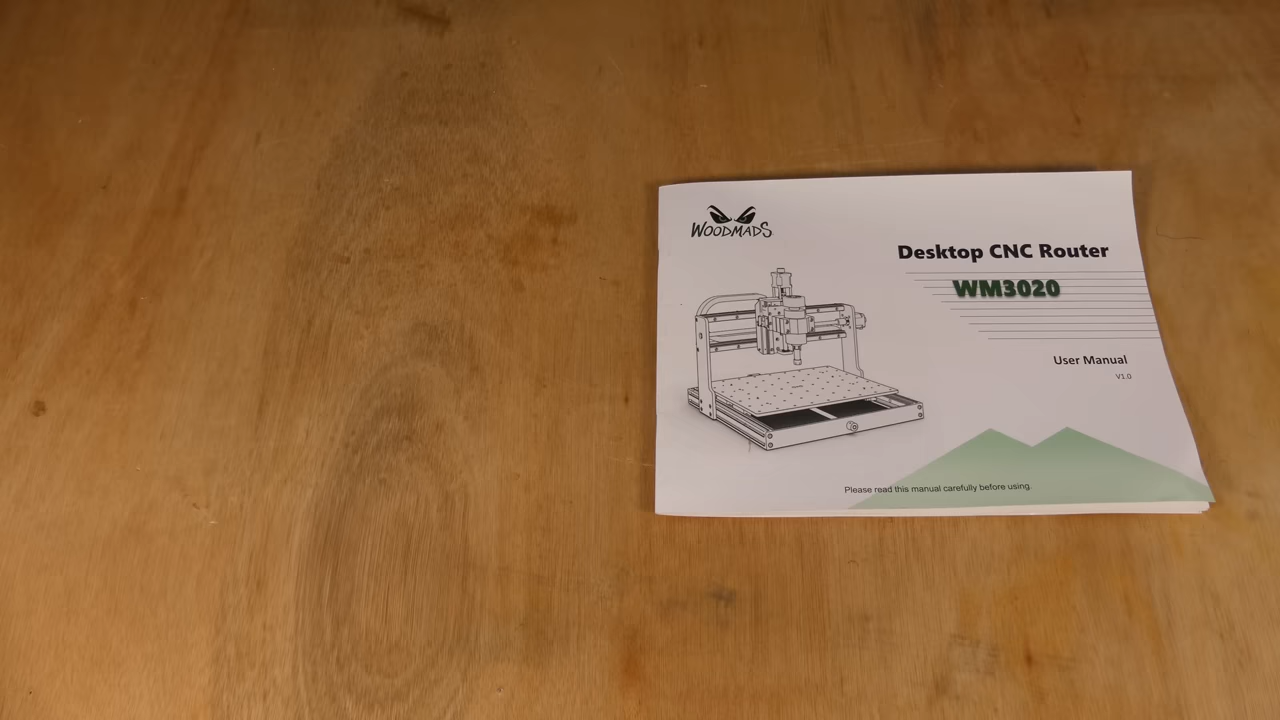 WOODMADS
Desktop CNC Router
WM3020
User Manual
V1.0
Please read this manual carefully before using.